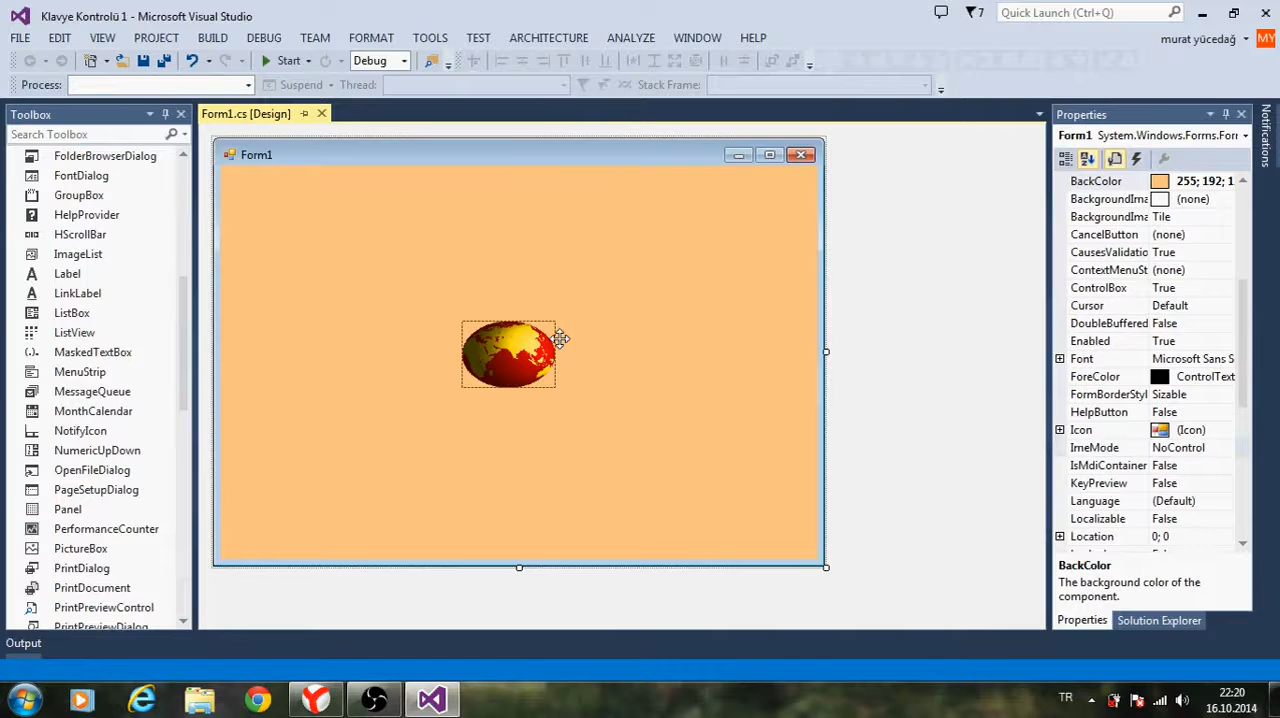 Klavye Kontrolü 1 - Microsoft Visual Studio
7
Quick Launch (Ctrl+Q)
FILE EDIT VIEW PROJECT BUILD DEBUG TEAM FORMAT TOOLS TEST ARCHITECTURE ANALYZE WINDOW HELP
murat yücedağ MY
Start Debug
Process: Suspend Thread: Stack Frame:
Toolbox
Form1.cs [Design]
Properties
Notifications
Search Toolbox
Form1 System.Windows.Forms.Forr
FolderBrowserDialog
FontDialog
GroupBox
HelpProvider
HScrollBar
ImageList
Label
LinkLabel
ListBox
ListView
MaskedTextBox
MenuStrip
MessageQueue
MonthCalendar
NotifyIcon
NumericUpDown
OpenFileDialog
PageSetupDialog
Panel
PerformanceCounter
PictureBox
PrintDialog
PrintDocument
PrintPreviewControl
PrintPreviewDialog
Form1
BackColor 255; 192; 1
BackgroundIma (none)
BackgroundIma Tile
CancelButton (none)
CausesValidatio True
ContextMenuSt (none)
ControlBox True
Cursor Default
DoubleBuffered False
Enabled True
Font Microsoft Sans S
ForeColor ControlText
FormBorderStyl Sizable
HelpButton False
Icon (Icon)
ImeMode NoControl
IsMdiContainer False
KeyPreview False
Language (Default)
Localizable False
Location 0; 0
BackColor
The background color of the
component.
Properties Solution Explorer
Output
TR
22:20
16.10.2014